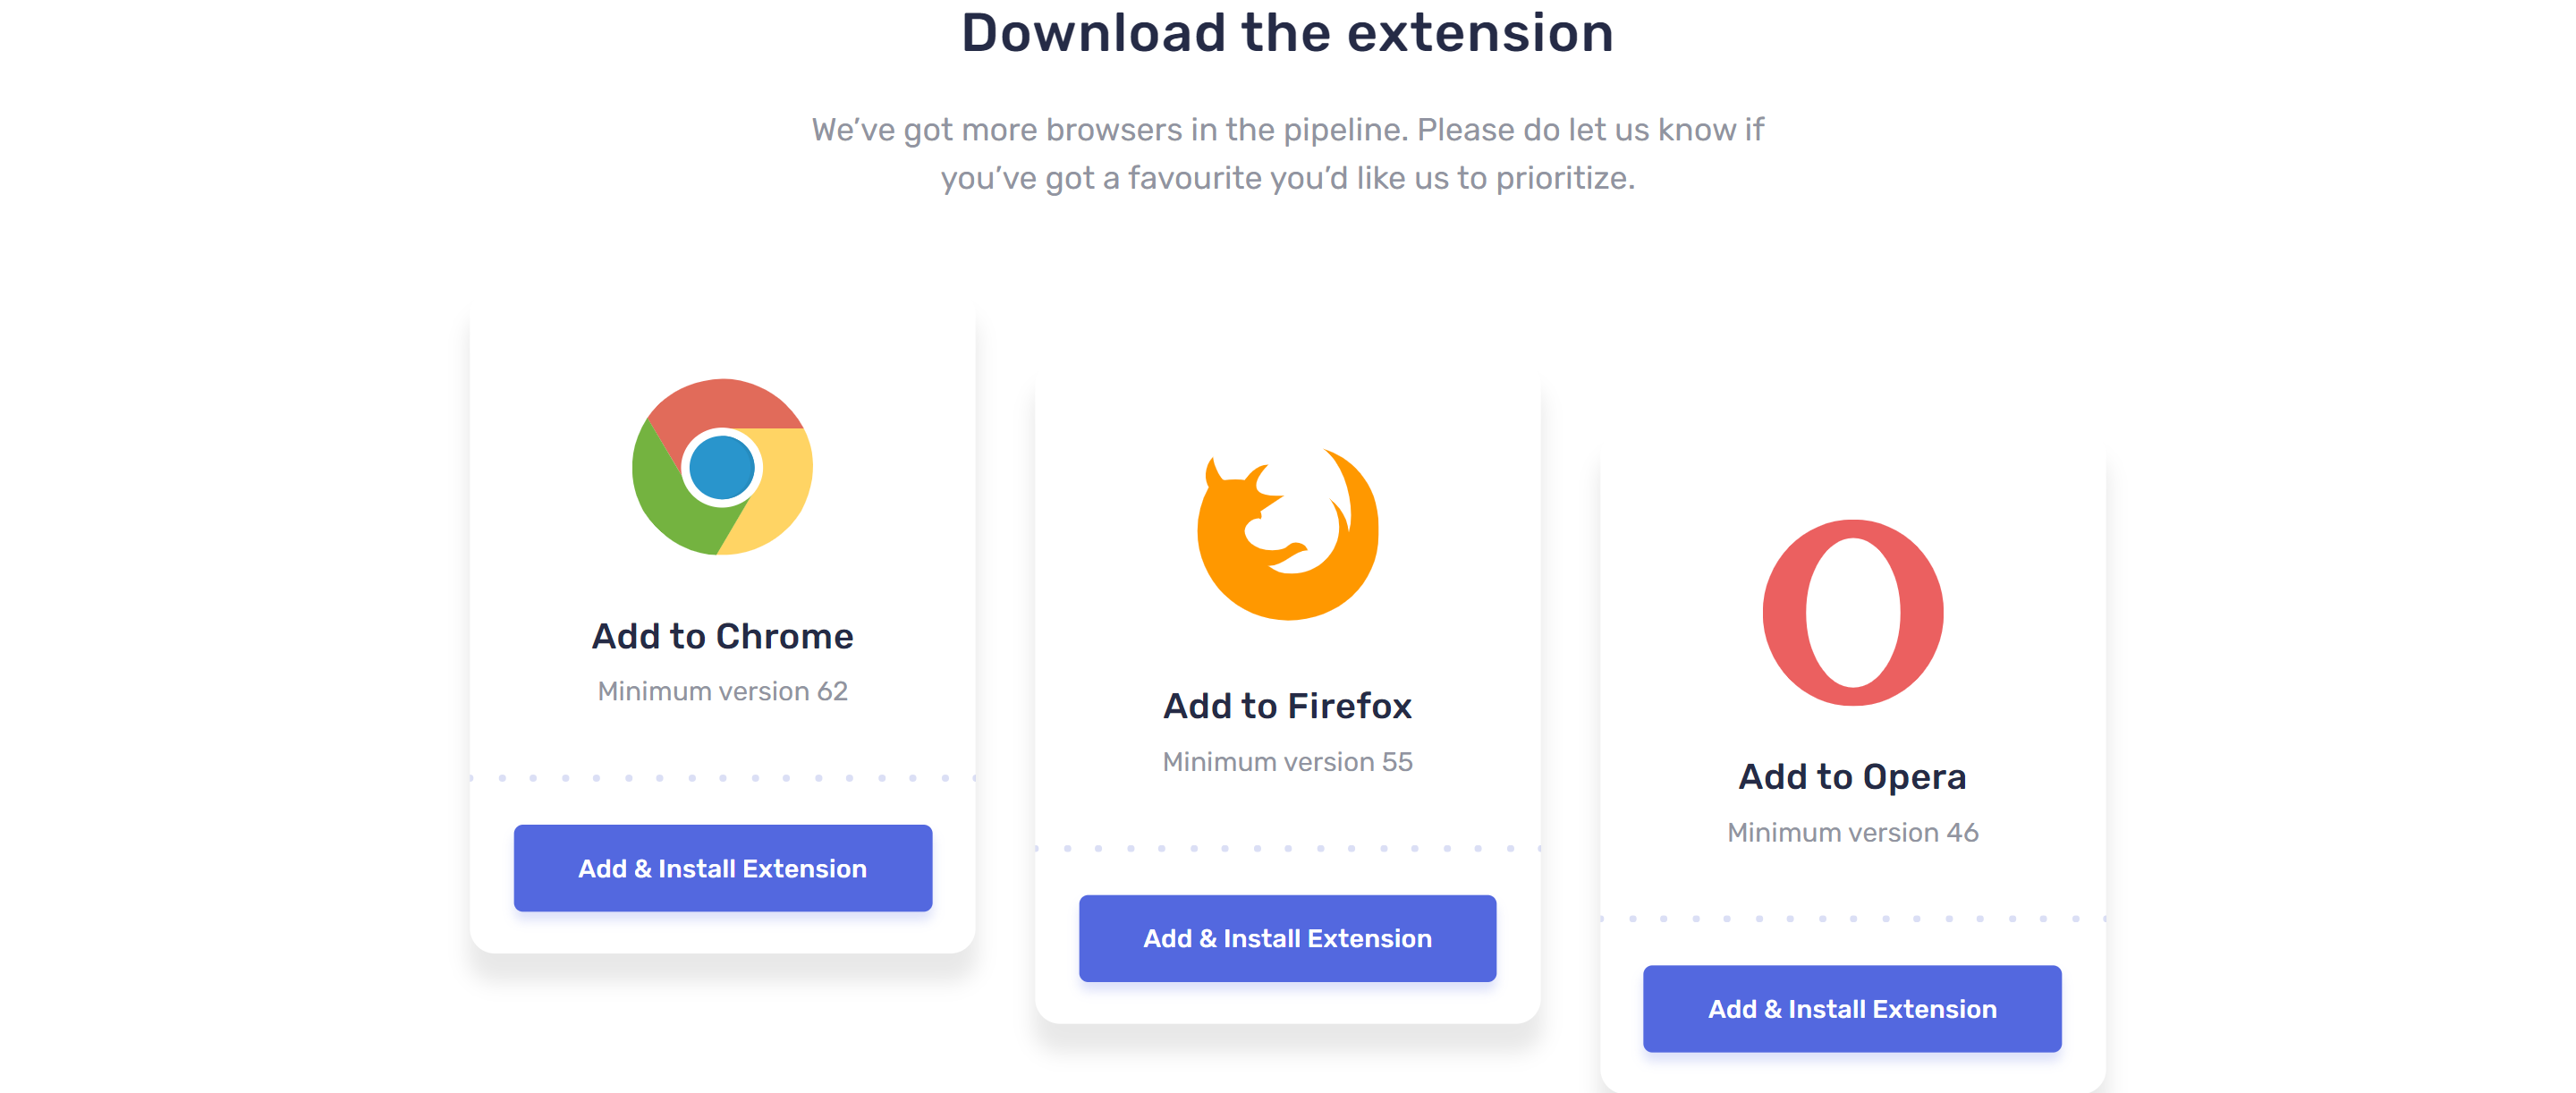 Download the extension
We’ve got more browsers in the pipeline. Please do let us know if
you’ve got a favourite you’d like us to prioritize.
Add to Chrome
Minimum version 62
Add & Install Extension
Add to Firefox
Minimum version 55
Add & Install Extension
Add to Opera
Minimum version 46
Add & Install Extension